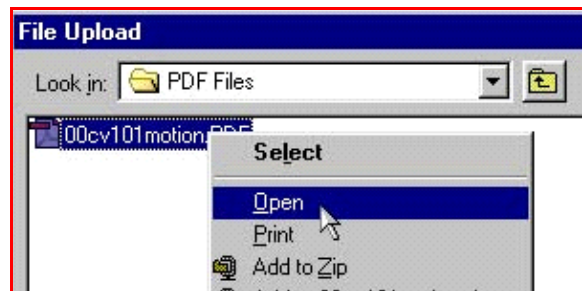 File Upload
Look in: PDF Files
00cv101motion.PDF
Select
Open
Print
Add to Zip